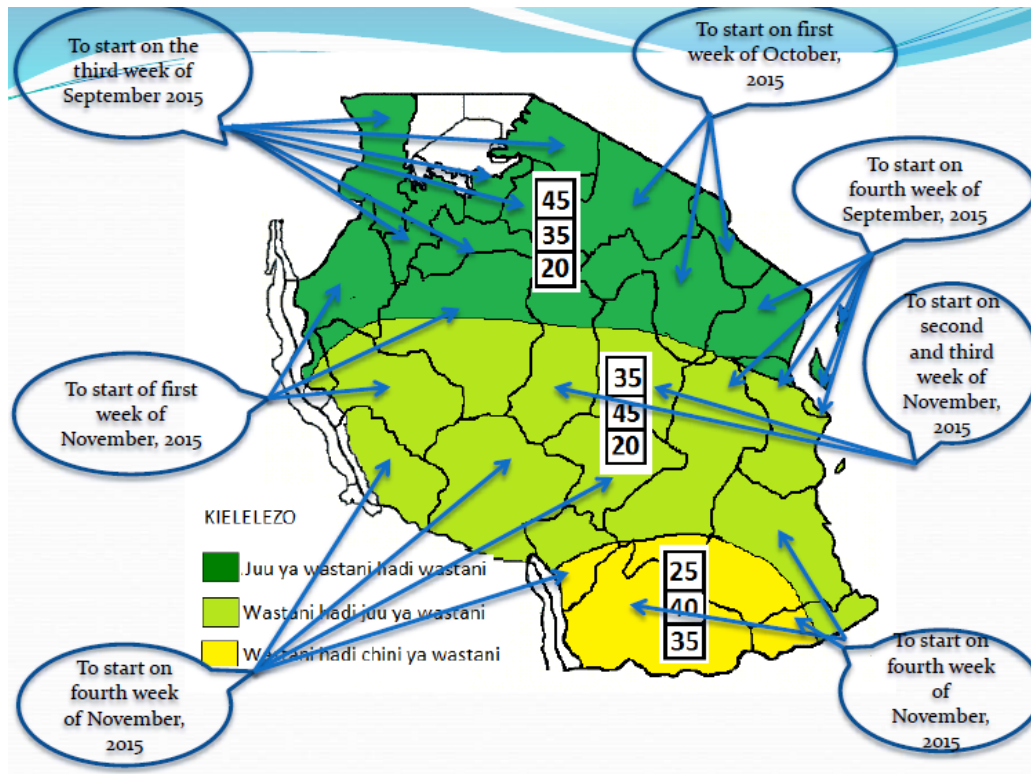 To start on the
third week of
September 2015
To start on first
week of October,
2015
To start on
fourth week of
September, 2015
45
35
20
To start on
second
and third
week of
November,
2015
To start of first
week of
November, 2015
35
45
20
KIELELEZO
Juu ya wastani hadi wastani
Wastani hadi juu ya wastani
Wastani hadi chini ya wastani
25
40
35
To start on
fourth week
of November,
2015
To start on
fourth week
of
November,
2015